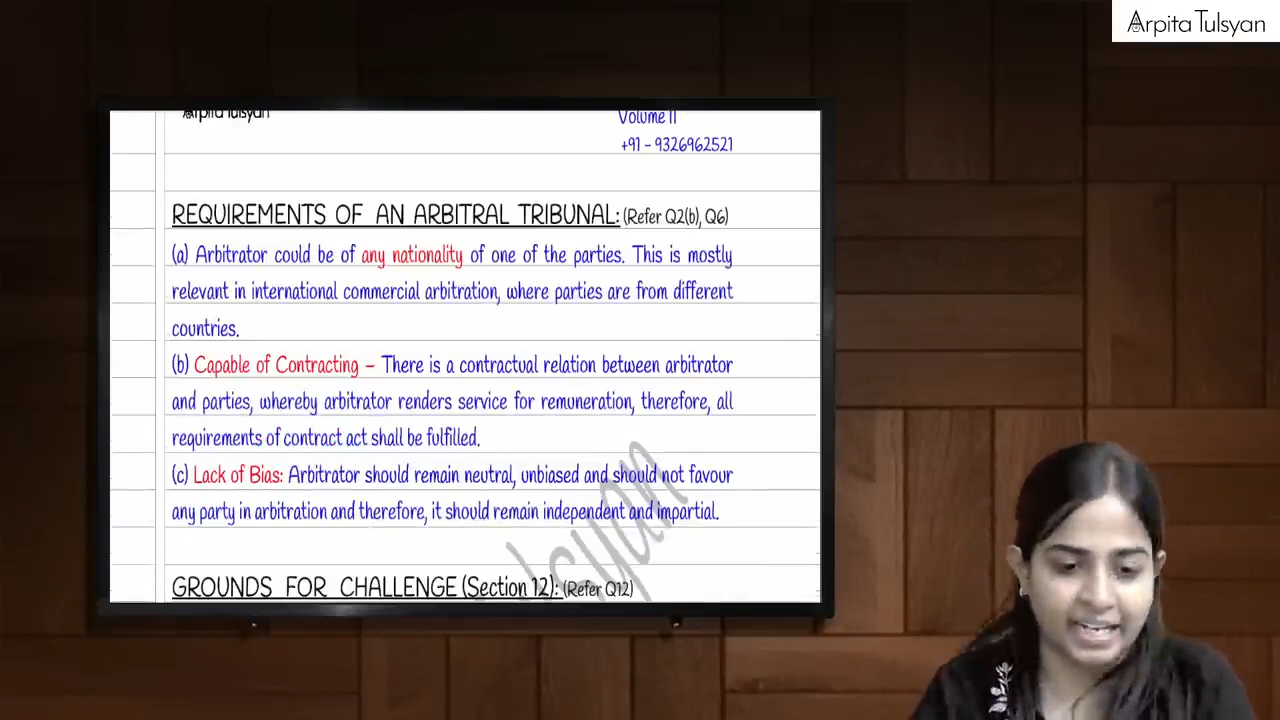 Arpita Tulsyan
Arpita Tulsyan
Volume II
+91 - 9326962521
REQUIREMENTS OF AN ARBITRAL TRIBUNAL: (Refer Q2(b), Q6)
(a) Arbitrator could be of any nationality of one of the parties. This is mostly
relevant in international commercial arbitration, where parties are from different
countries.
(b) Capable of Contracting – There is a contractual relation between arbitrator
and parties, whereby arbitrator renders service for remuneration, therefore, all
requirements of contract act shall be fulfilled.
(c) Lack of Bias: Arbitrator should remain neutral, unbiased and should not favour
any party in arbitration and therefore, it should remain independent and impartial.
GROUNDS FOR CHALLENGE (Section 12): (Refer Q12)